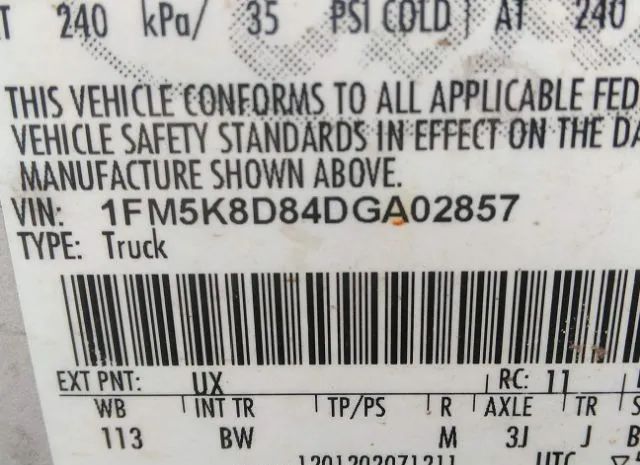 240 kPa/ 35 PSI COLD AT 240
THIS VEHICLE CONFORMS TO ALL APPLICABLE FED
VEHICLE SAFETY STANDARDS IN EFFECT ON THE DA
MANUFACTURE SHOWN ABOVE.
VIN: 1FM5K8D84DGA02857
TYPE: Truck
EXT PNT: UX RC: 11
WB INT TR TP/PS R AXLE TR S
113 BW M 3J J B
1201202071211 UTC